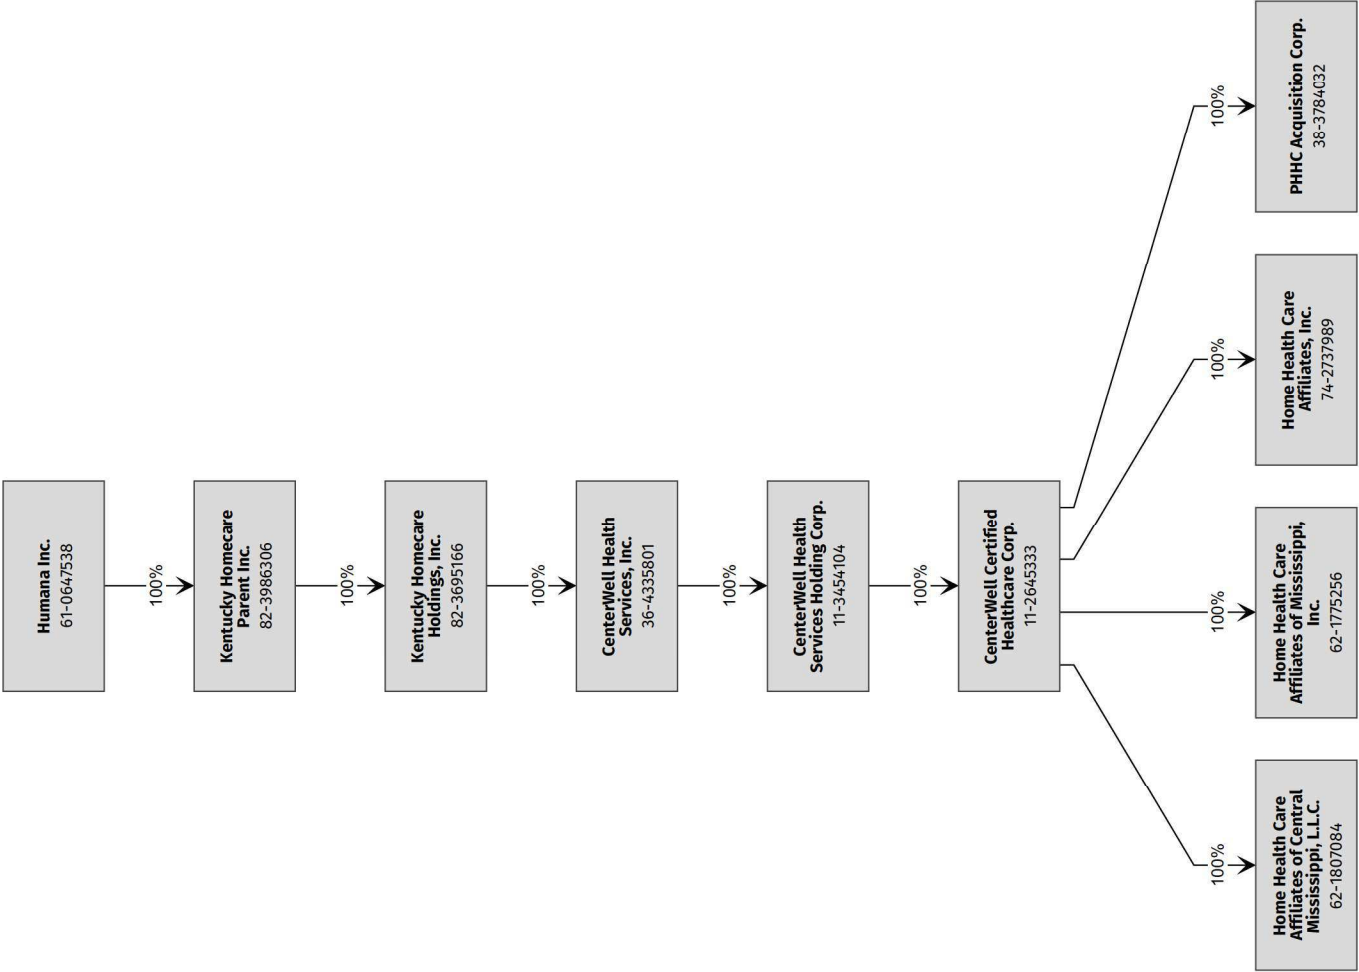 Humana Inc.
61-0647538
100%
Kentucky Homecare
Parent Inc.
82-3986306
100%
Kentucky Homecare
Holdings, Inc.
82-3695166
100%
CenterWell Health
Services, Inc.
36-4335801
100%
CenterWell Health
Services Holding Corp.
11-3454104
100%
CenterWell Certified
Healthcare Corp.
11-2645333
100%
100%
100%
100%
Home Health Care
Affiliates of Central
Mississippi, L.L.C.
62-1807084
Home Health Care
Affiliates of Mississippi,
Inc.
62-1775256
Home Health Care
Affiliates, Inc.
74-2737989
PHHC Acquisition Corp.
38-3784032